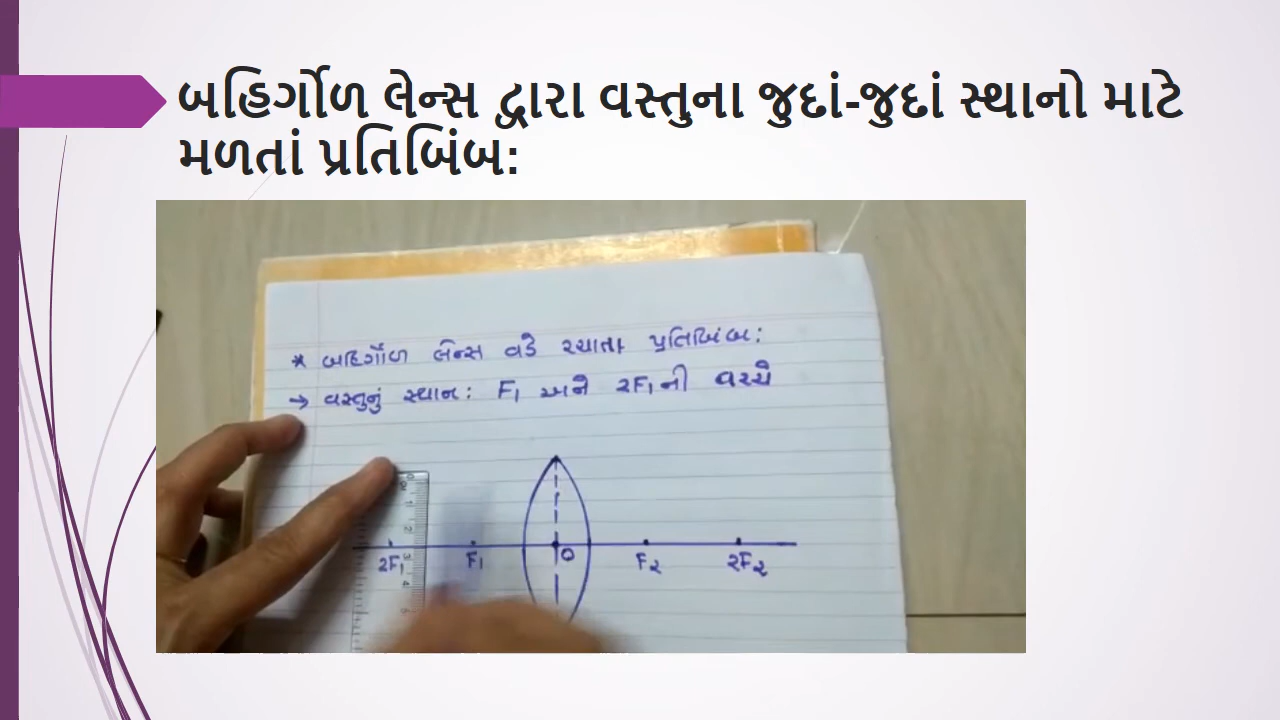 બહિર્ગોળ લેન્સ દ્વારા વસ્તુના જુદાં-જુદાં સ્થાનો માટે
મળતાં પ્રતિબિંબ:
* બહિર્ગોળ લેન્સ વડે રચાતા પ્રતિબિંબ:
→ વસ્તુનું સ્થાન: F₁ અને 2F₁ની વચ્ચે
2F₁ F₁ O F₂ 2F₂